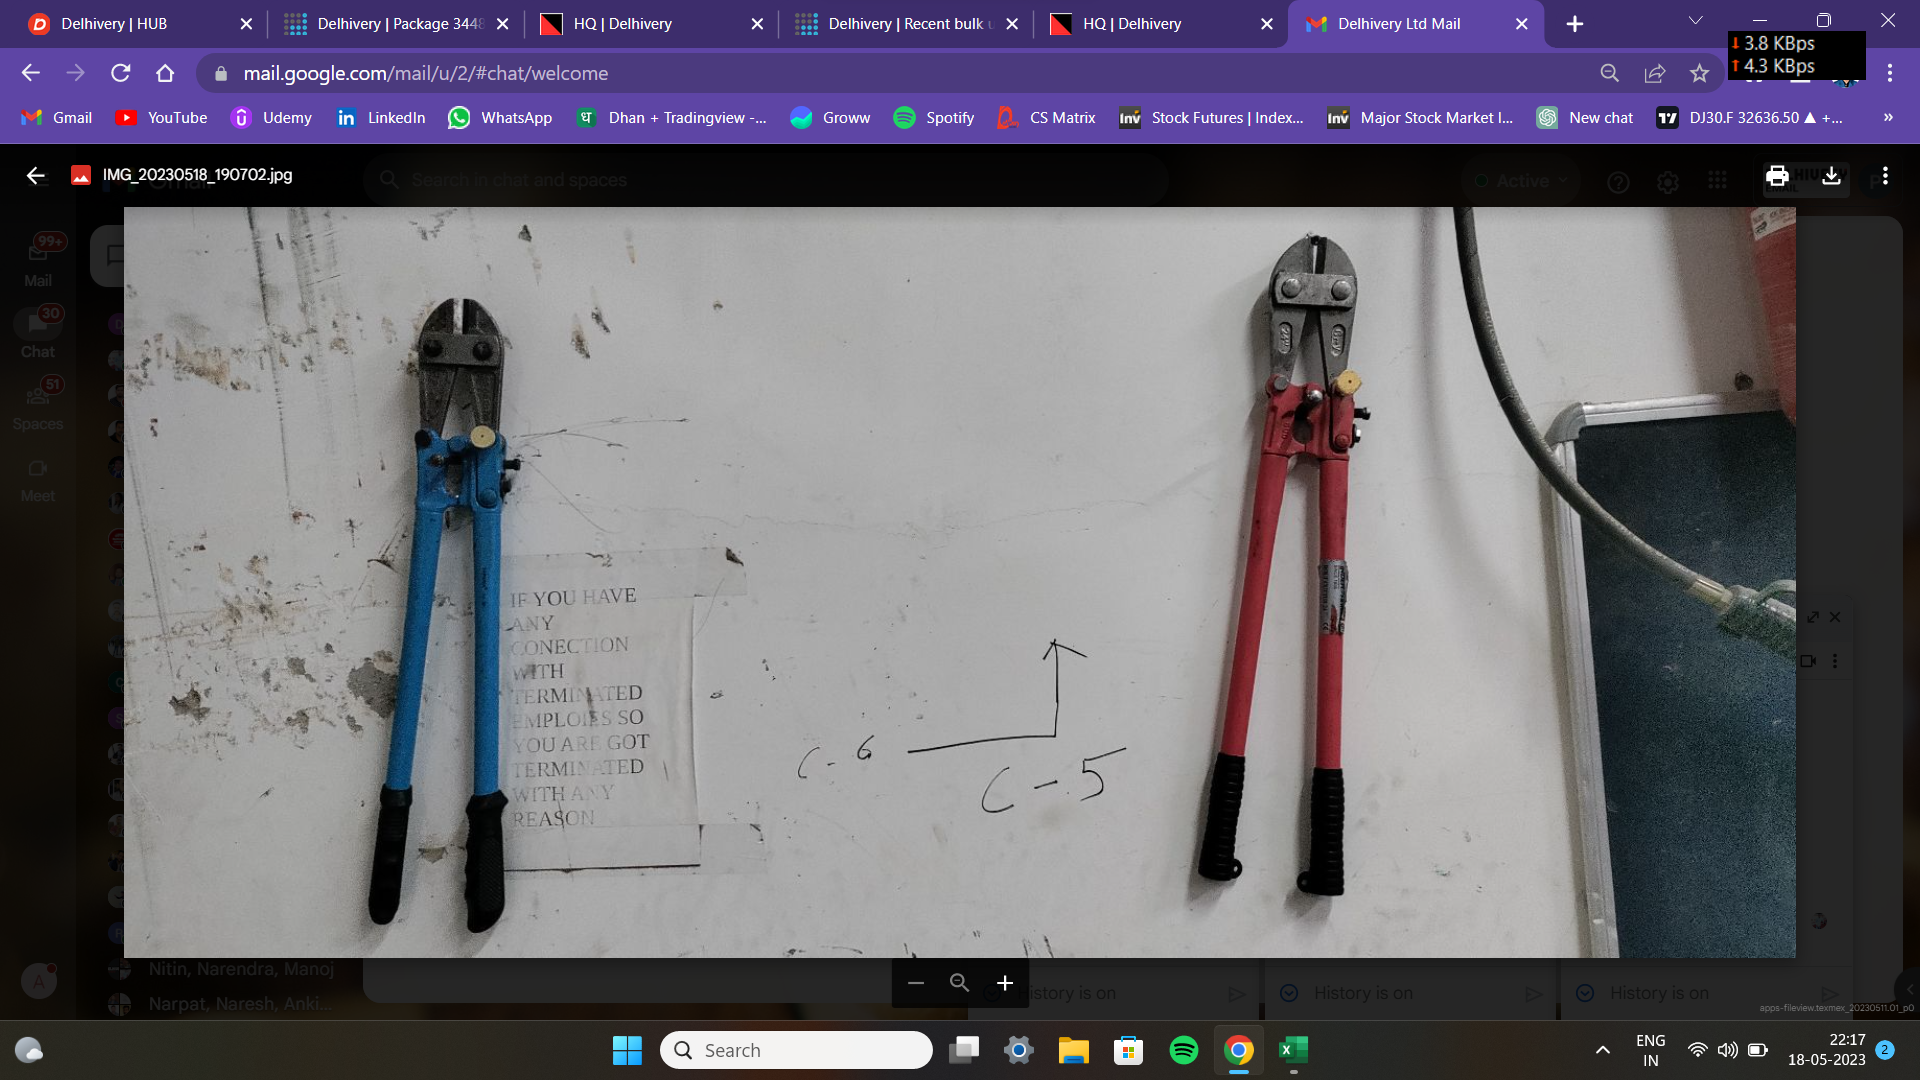 Delhivery | HUB
Delhivery | Package 3448
HQ | Delhivery
Delhivery | Recent bulk u
HQ | Delhivery
Delhivery Ltd Mail
3.8 KBps
4.3 KBps
mail.google.com/mail/u/2/#chat/welcome
Gmail
YouTube
Udemy
LinkedIn
WhatsApp
Dhan + Tradingview -...
Groww
Spotify
CS Matrix
Stock Futures | Index...
Major Stock Market I...
New chat
DJ30.F 32636.50 ▲ +...
IMG_20230518_190702.jpg
Search in chat and spaces
Active
99+
Mail
30
Chat
51
Spaces
Meet
IF YOU HAVE
ANY
CONECTION
WITH
TERMINATED
EMPLOIES SO
YOU ARE GOT
TERMINATED
WITH ANY
REASON
C-6
C-5
A
Nitin, Narendra, Manoj
Narpat, Naresh, Anki...
History is on
History is on
History is on
apps-fileview.texmex_20230511.01_p0
Search
ENG
IN
22:17
18-05-2023
2